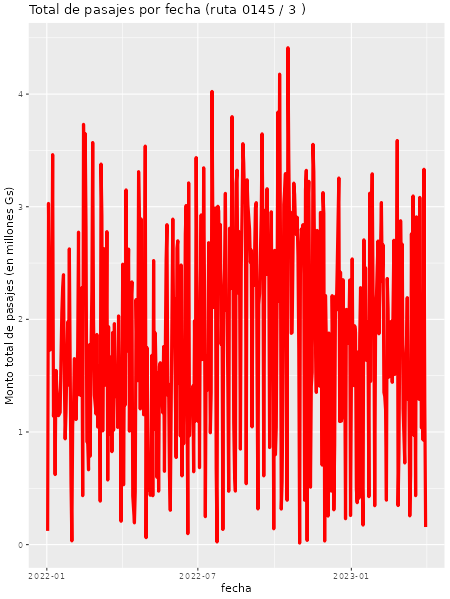 Total de pasajes por fecha (ruta 0145 / 3 )
Monto total de pasajes (en millones Gs)
4
3
2
1
0
2022-01
2022-07
2023-01
fecha